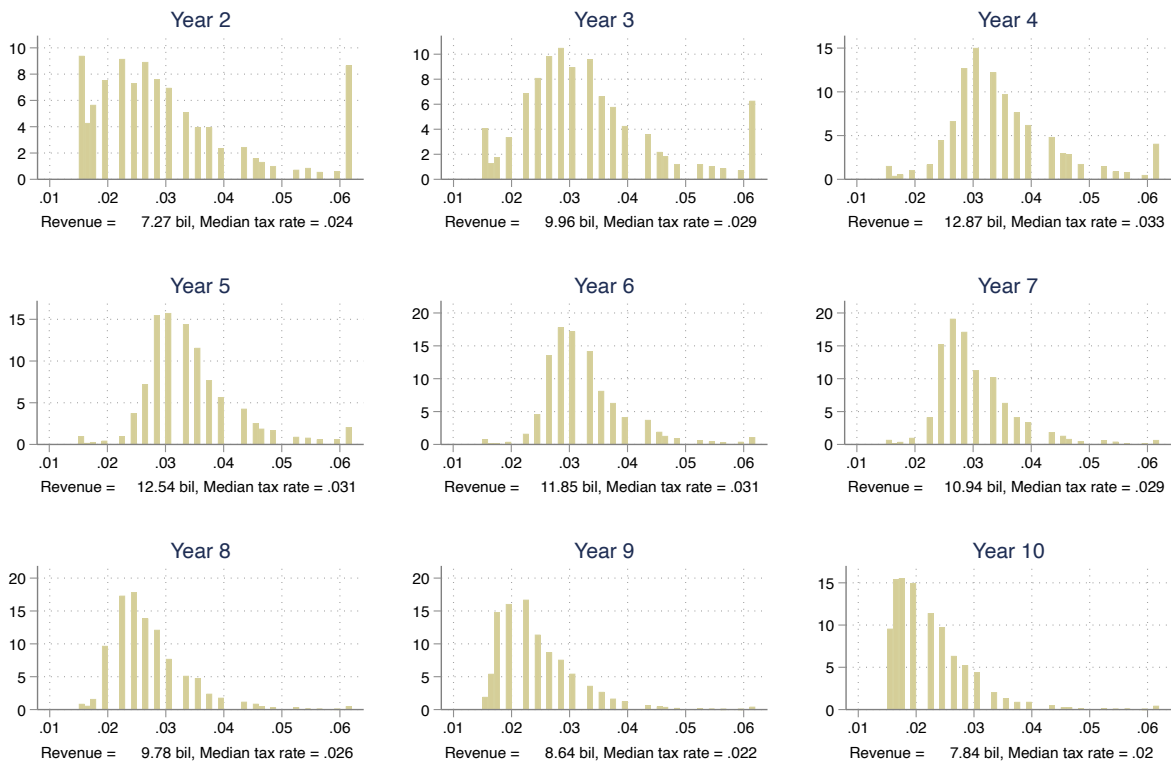 Year 2
10
8
6
4
2
0
.01 .02 .03 .04 .05 .06
Revenue = 7.27 bil, Median tax rate = .024
Year 3
10
8
6
4
2
0
.01 .02 .03 .04 .05 .06
Revenue = 9.96 bil, Median tax rate = .029
Year 4
15
10
5
0
.01 .02 .03 .04 .05 .06
Revenue = 12.87 bil, Median tax rate = .033
Year 5
15
10
5
0
.01 .02 .03 .04 .05 .06
Revenue = 12.54 bil, Median tax rate = .031
Year 6
20
15
10
5
0
.01 .02 .03 .04 .05 .06
Revenue = 11.85 bil, Median tax rate = .031
Year 7
20
15
10
5
0
.01 .02 .03 .04 .05 .06
Revenue = 10.94 bil, Median tax rate = .029
Year 8
20
15
10
5
0
.01 .02 .03 .04 .05 .06
Revenue = 9.78 bil, Median tax rate = .026
Year 9
20
15
10
5
0
.01 .02 .03 .04 .05 .06
Revenue = 8.64 bil, Median tax rate = .022
Year 10
15
10
5
0
.01 .02 .03 .04 .05 .06
Revenue = 7.84 bil, Median tax rate = .02